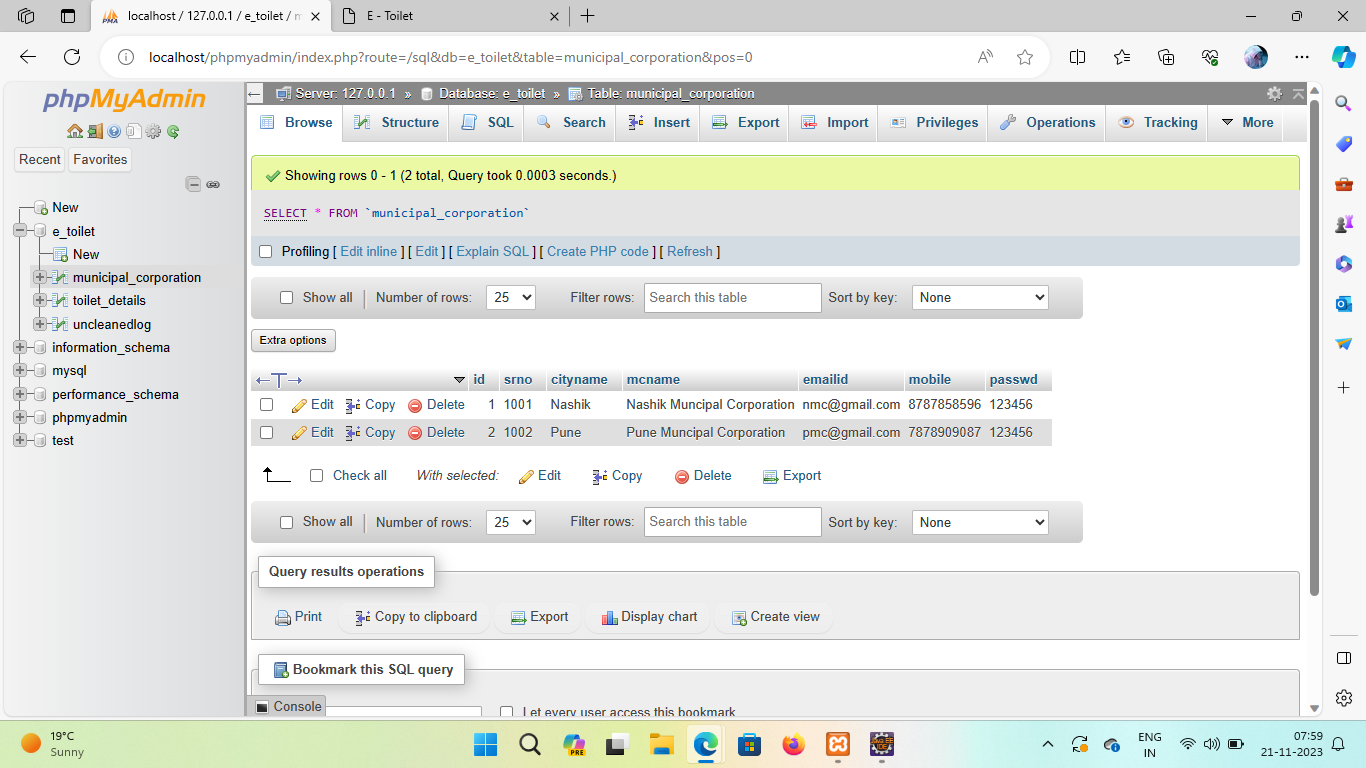 localhost / 127.0.0.1 / e_toilet / m
E - Toilet
localhost/phpmyadmin/index.php?route=/sql&db=e_toilet&table=municipal_corporation&pos=0
phpMyAdmin
Recent Favorites
New
e_toilet
New
municipal_corporation
toilet_details
uncleanedlog
information_schema
mysql
performance_schema
phpmyadmin
test
Server: 127.0.0.1 » Database: e_toilet » Table: municipal_corporation
Browse Structure SQL Search Insert Export Import Privileges Operations Tracking More
Showing rows 0 - 1 (2 total, Query took 0.0003 seconds.)
SELECT * FROM `municipal_corporation`
Profiling [ Edit inline ] [ Edit ] [ Explain SQL ] [ Create PHP code ] [ Refresh ]
Show all | Number of rows: 25 Filter rows: Search this table Sort by key: None
Extra options
←T→ id srno cityname mcname emailid mobile passwd
Edit Copy Delete 1 1001 Nashik Nashik Muncipal Corporation nmc@gmail.com 8787858596 123456
Edit Copy Delete 2 1002 Pune Pune Muncipal Corporation pmc@gmail.com 7878909087 123456
Check all With selected: Edit Copy Delete Export
Show all | Number of rows: 25 Filter rows: Search this table Sort by key: None
Query results operations
Print Copy to clipboard Export Display chart Create view
Bookmark this SQL query
Console
Let every user access this bookmark
19°C
Sunny
PRE
ENG
IN
07:59
21-11-2023